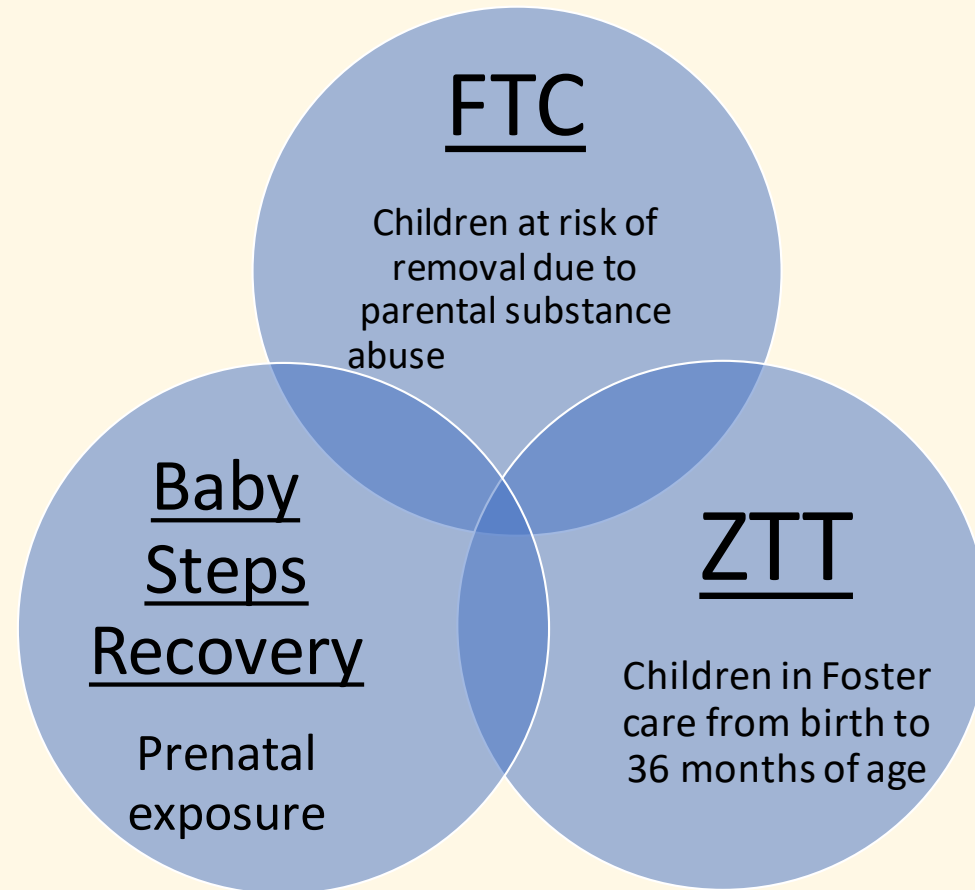 FTC
Children at risk of
removal due to
parental substance
abuse
Baby
Steps
Recovery
Prenatal
exposure
ZTT
Children in Foster
care from birth to
36 months of age